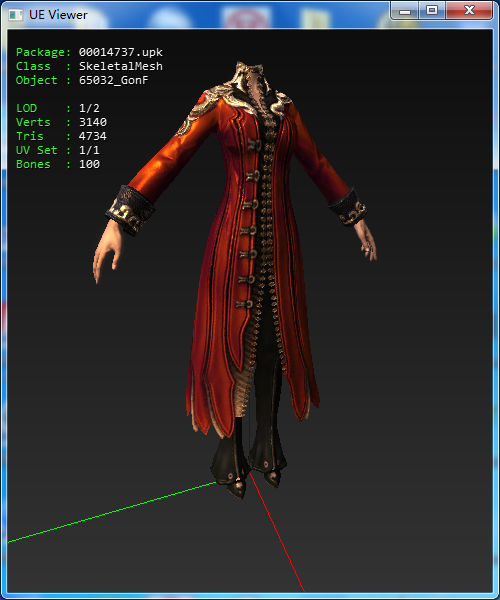 UE Viewer
Package: 00014737.upk
Class : SkeletalMesh
Object : 65032_GonF
LOD : 1/2
Verts : 3140
Tris : 4734
UV Set : 1/1
Bones : 100